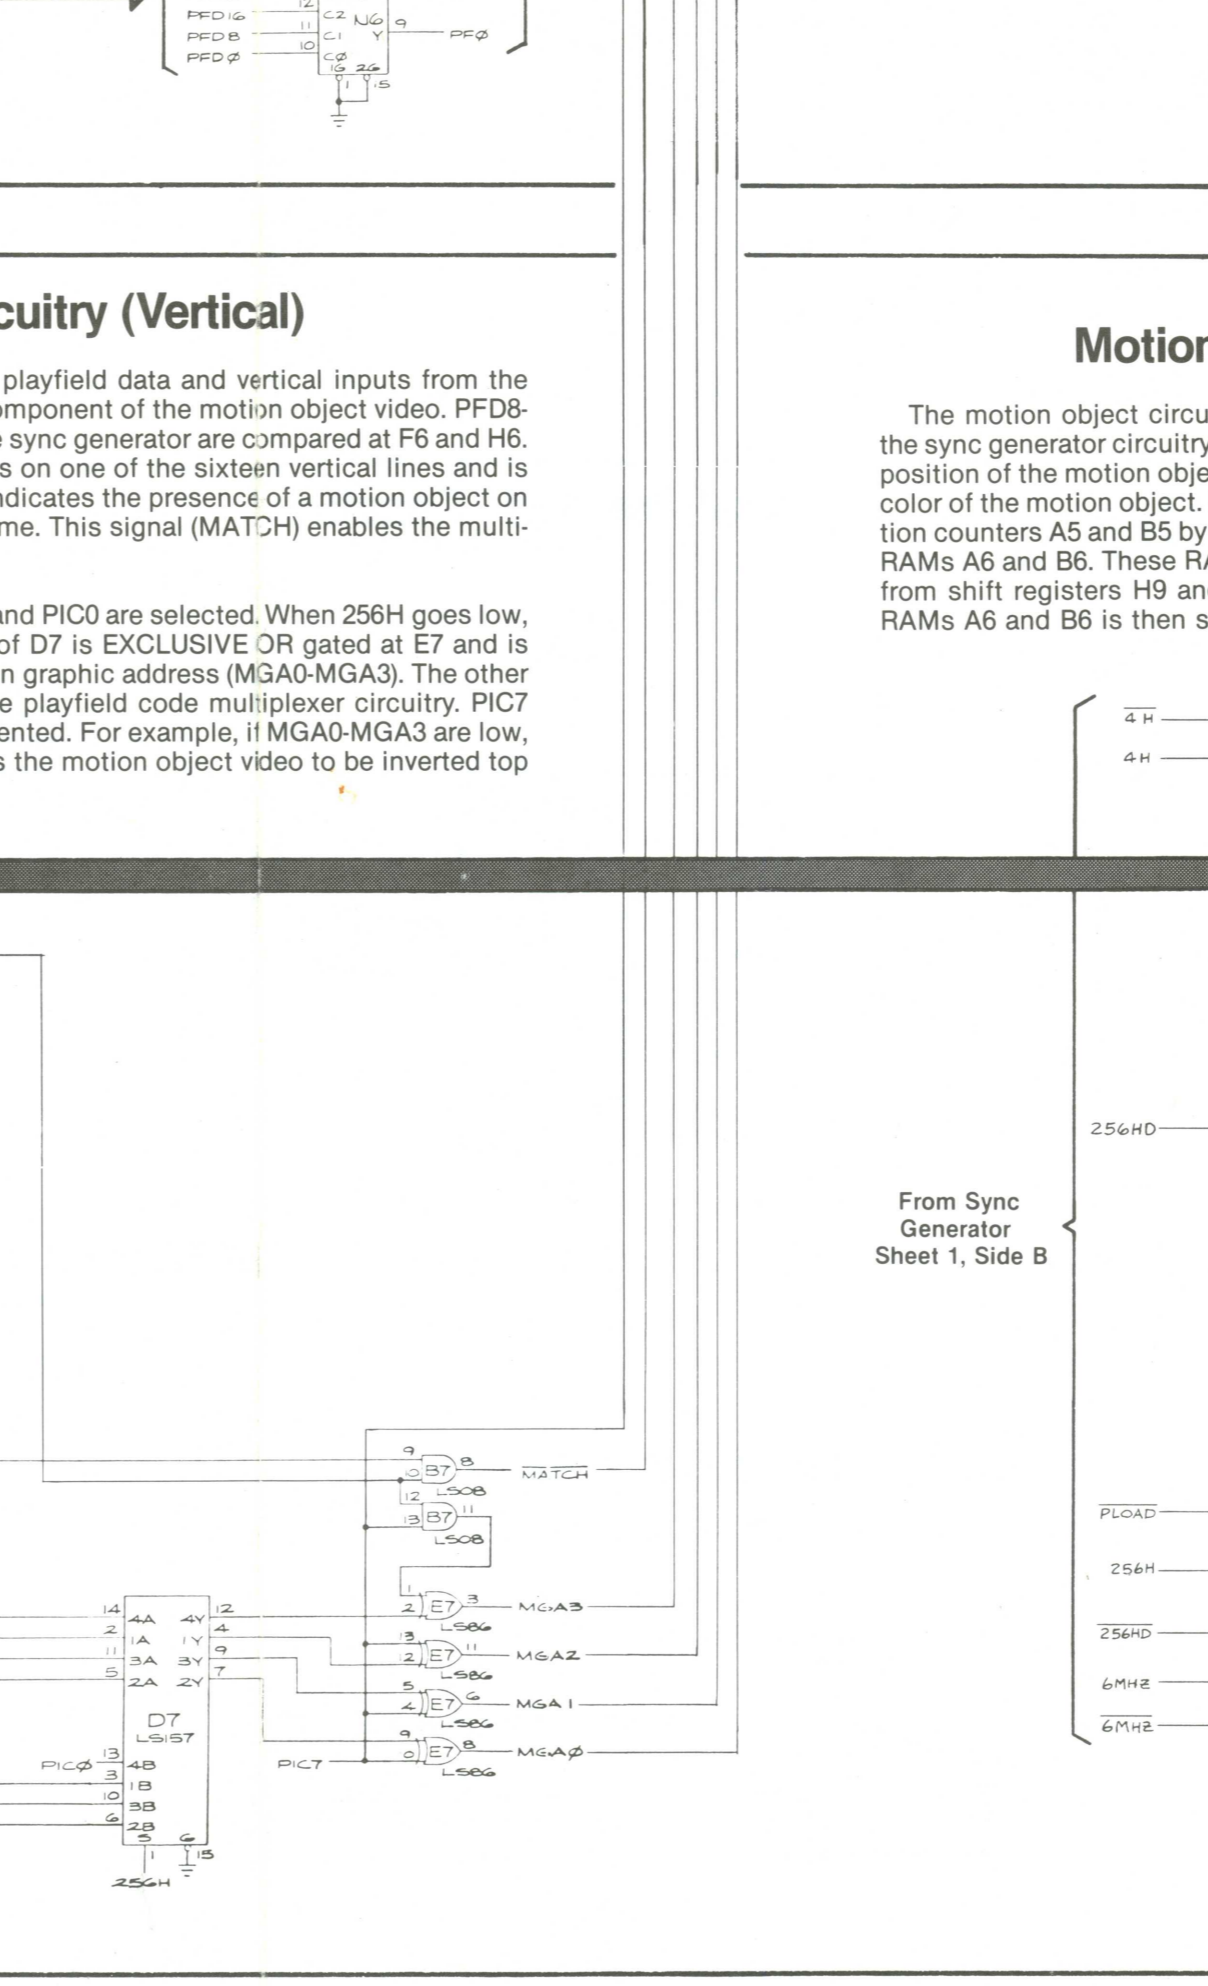 PFD16 12 C2 N6
PFD8 11 C1 Y 9 PFØ
PFDØ 10 CØ
1G 2G
1 15
cuitry (Vertical)
playfield data and vertical inputs from the
omponent of the motion object video. PFD8-
e sync generator are compared at F6 and H6.
s on one of the sixteen vertical lines and is
ndicates the presence of a motion object on
me. This signal (MATCH) enables the multi-
and PIC0 are selected. When 256H goes low,
of D7 is EXCLUSIVE OR gated at E7 and is
n graphic address (MGA0-MGA3). The other
e playfield code multiplexer circuitry. PIC7
ented. For example, if MGA0-MGA3 are low,
s the motion object video to be inverted top
Motion
The motion object circu
the sync generator circuitry
position of the motion obje
color of the motion object.
tion counters A5 and B5 by
RAMs A6 and B6. These RA
from shift registers H9 an
RAMs A6 and B6 is then s
4H
4H
256HD
From Sync
Generator
Sheet 1, Side B
PLOAD
256H
256HD
6MHZ
6MHZ
9
10 B7 8 MATCH
LS08
12
13 B7 11
LS08
1
2 E7 3 MGA3
LS86
13
12 E7 11 MGA2
LS86
5
4 E7 6 MGA1
LS86
9
10 E7 8 MGAØ
LS86
PIC7
14 4A 4Y 12
2 1A 1Y 4
11 3A 3Y 9
5 2A 2Y 7
D7
LS157
PICØ 13 4B
3 1B
10 3B
6 2B
S G
1 15
256H